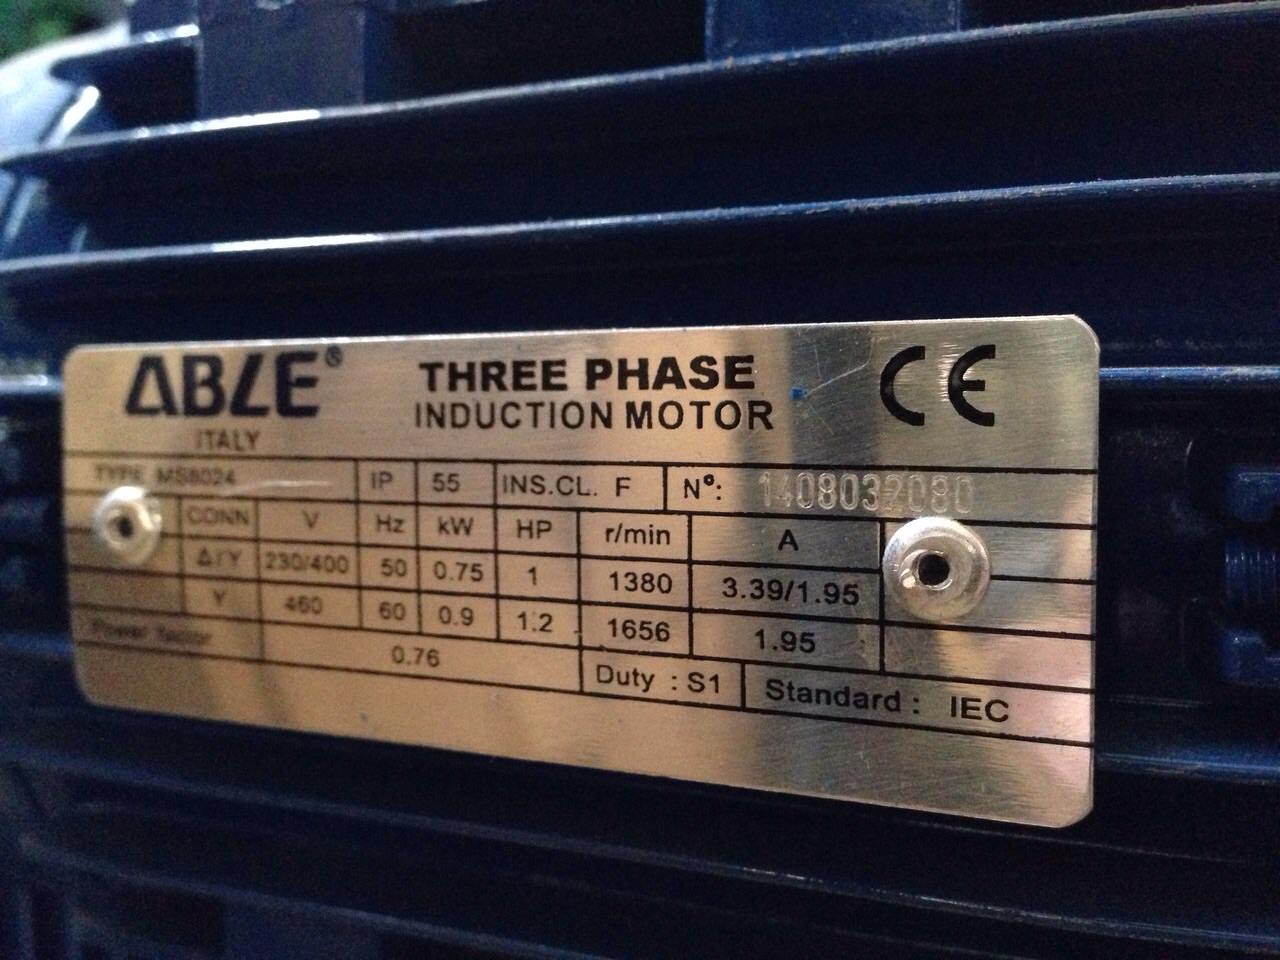 ABLE®
ITALY
THREE PHASE
INDUCTION MOTOR
CE
TYPE MS8024 IP 55 INS.CL. F Nº: 1408032080
CONN V Hz kW HP r/min A
Δ/Y 230/400 50 0.75 1 1380 3.39/1.95
Y 460 60 0.9 1.2 1656 1.95
Power factor 0.76 Duty : S1 Standard : IEC